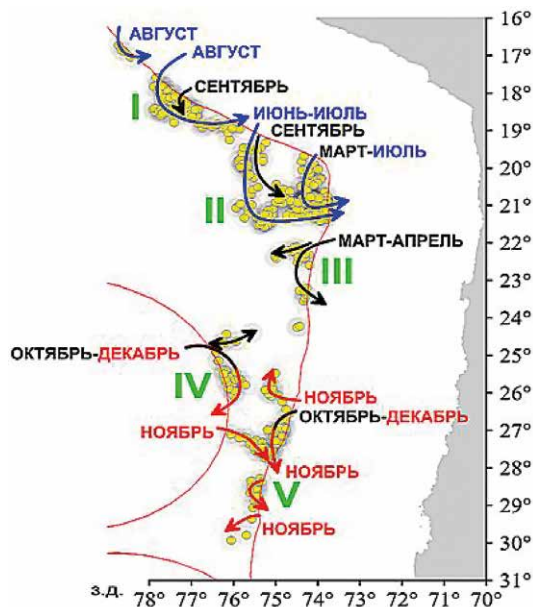 16°
АВГУСТ
АВГУСТ
17°
СЕНТЯБРЬ
18°
I
ИЮНЬ-ИЮЛЬ
19°
СЕНТЯБРЬ
МАРТ-ИЮЛЬ
20°
II
21°
МАРТ-АПРЕЛЬ
22°
III
23°
24°
ОКТЯБРЬ-ДЕКАБРЬ
25°
IV
НОЯБРЬ
26°
ОКТЯБРЬ-ДЕКАБРЬ
НОЯБРЬ
27°
НОЯБРЬ
28°
V
29°
НОЯБРЬ
30°
31°
з.д.
78° 77° 76° 75° 74° 73° 72° 71° 70°